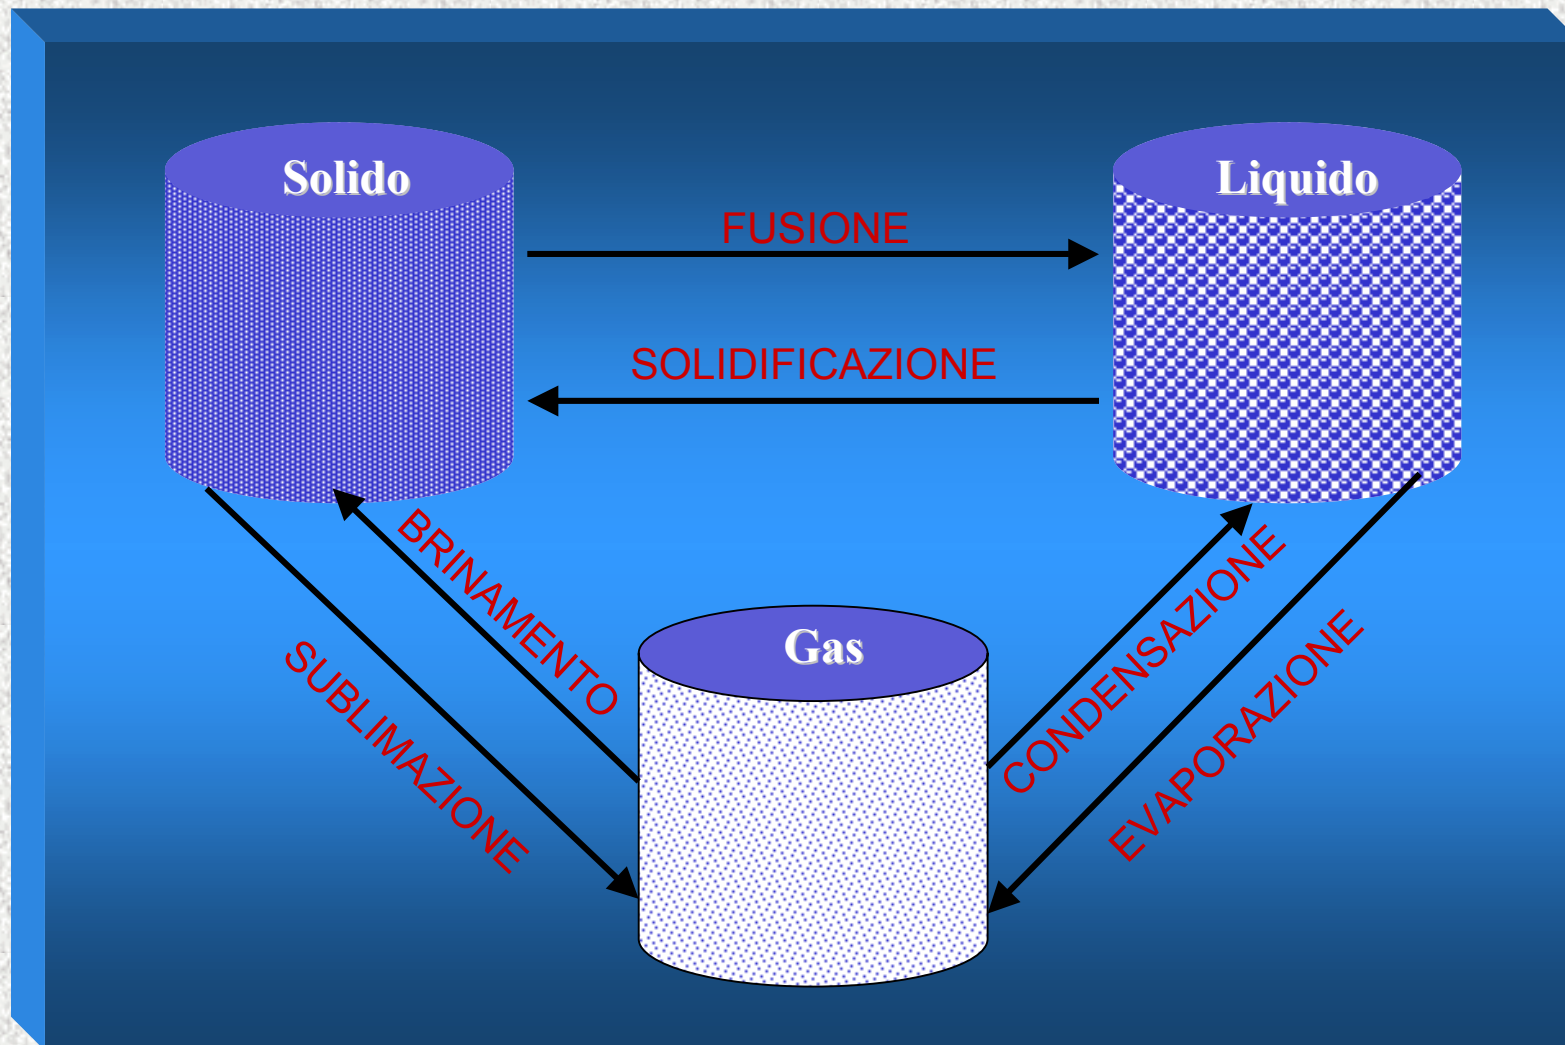 Solido
Liquido
FUSIONE
SOLIDIFICAZIONE
BRINAMENTO
SUBLIMAZIONE
Gas
CONDENSAZIONE
EVAPORAZIONE